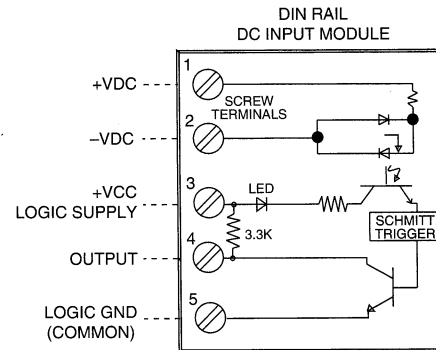 DIN RAIL
DC INPUT MODULE
1
+VDC
SCREW
TERMINALS
2
–VDC
3
+VCC
LOGIC SUPPLY
LED
SCHMITT
TRIGGER
3.3K
4
OUTPUT
5
LOGIC GND
(COMMON)